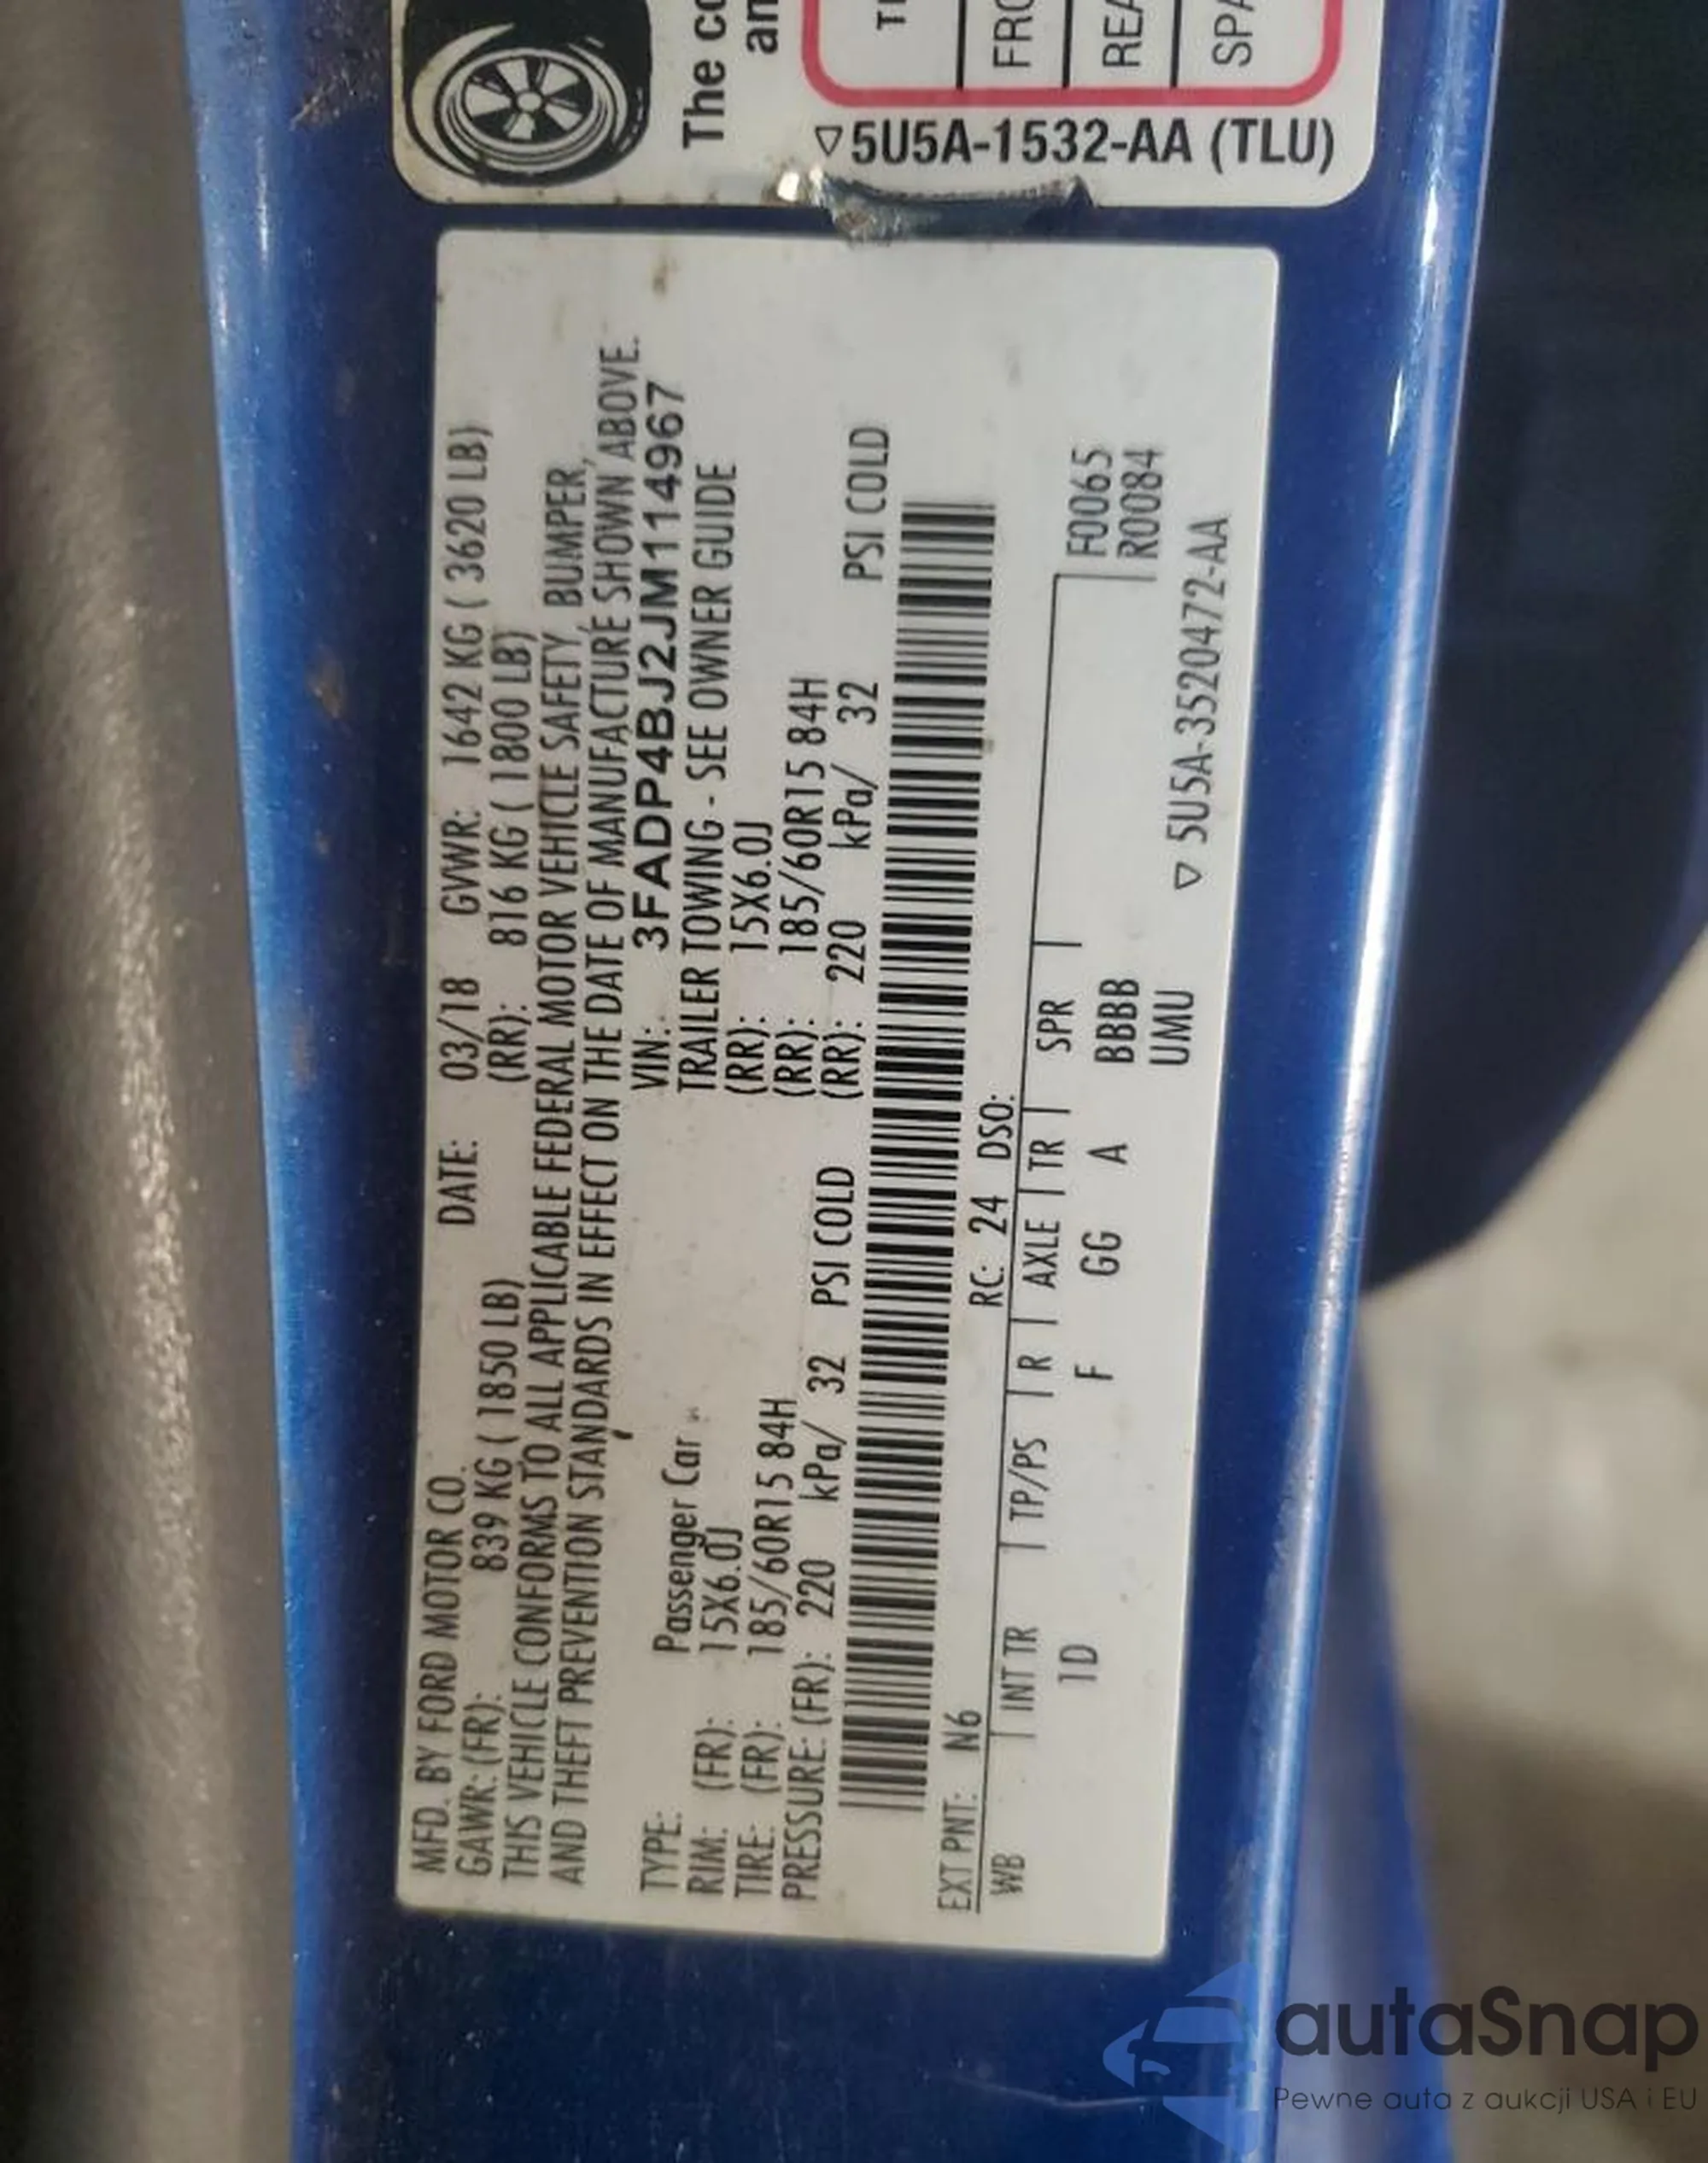 The co
an
TI
FRO
REA
SPA
▽5U5A-1532-AA (TLU)
MFD. BY FORD MOTOR CO. DATE: 03/18 GVWR: 1642 KG ( 3620 LB)
GAWR: (FR): 839 KG ( 1850 LB) (RR): 816 KG ( 1800 LB)
THIS VEHICLE CONFORMS TO ALL APPLICABLE FEDERAL MOTOR VEHICLE SAFETY, BUMPER,
AND THEFT PREVENTION STANDARDS IN EFFECT ON THE DATE OF MANUFACTURE SHOWN ABOVE.
VIN: 3FADP4BJ2JM114967
TYPE: Passenger Car TRAILER TOWING - SEE OWNER GUIDE
RIM: (FR): 15X6.0J (RR): 15X6.0J
TIRE: (FR): 185/60R15 84H (RR): 185/60R15 84H
PRESSURE: (FR): 220 kPa/ 32 PSI COLD (RR): 220 kPa/ 32 PSI COLD
EXT PNT: N6 RC: 24 DSO:
WB INT TR TP/PS R AXLE TR SPR F0065
1D F GG A BBBB R0084
UMU ▽ 5U5A-3520472-AA
autaSnap
Pewne auta z aukcji USA i EU